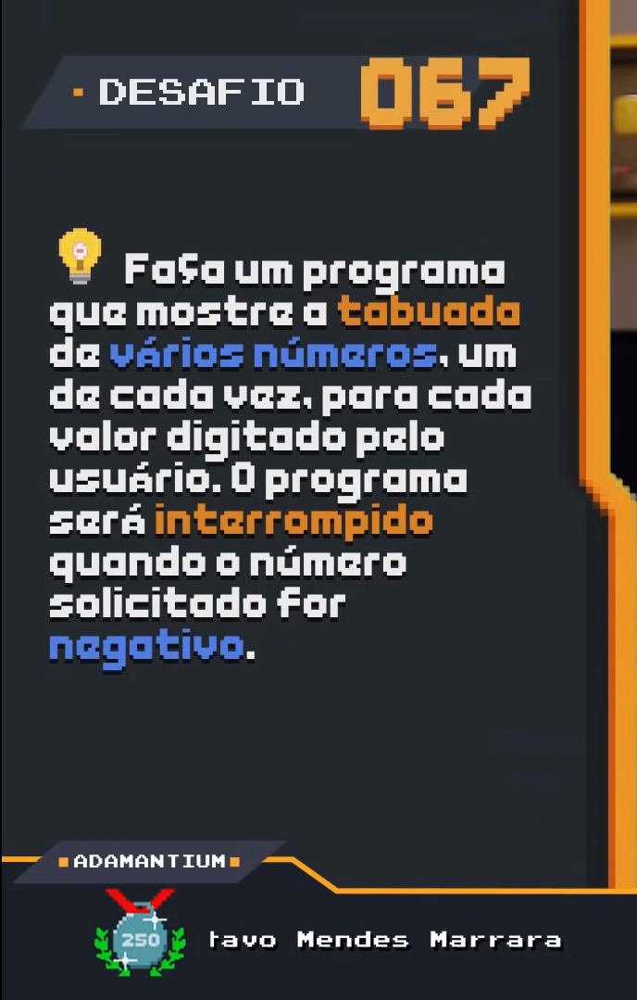 DESAFIO 067
Faça um programa
que mostre a tabuada
de vários números, um
de cada vez, para cada
valor digitado pelo
usuário. O programa
será interrompido
quando o número
solicitado for
negativo.
ADAMANTIUM
250
Mendes Marrara